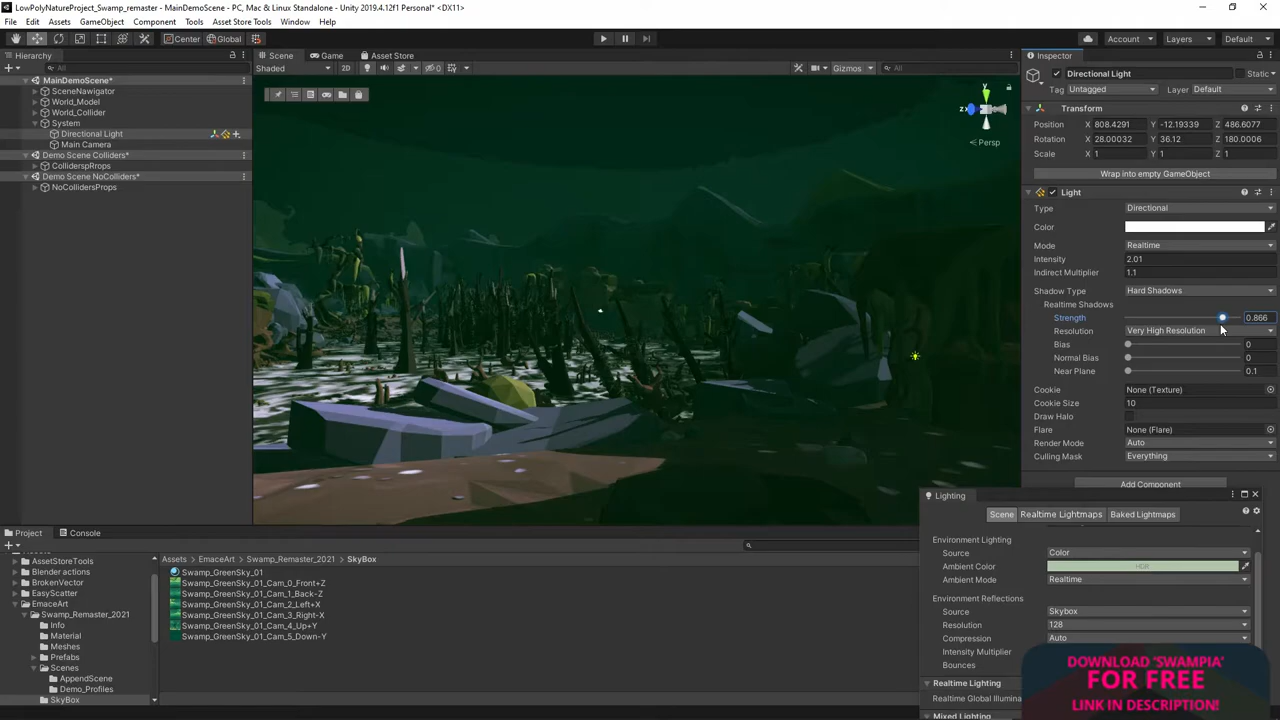 LowPolyNatureProject_Swamp_remaster - MainDemoScene - PC, Mac & Linux Standalone - Unity 2019.4.12f1 Personal* <DX11>
File Edit Assets GameObject Component Tools Asset Store Tools Window Help
Center Global Account Layers Default
Hierarchy Scene Game Asset Store Inspector
All Shaded 2D 0 Gizmos All Directional Light Static
MainDemoScene* Tag Untagged Layer Default
SceneNawigator
World_Model Transform
World_Collider
System Position X 808.4291 Y -12.19339 Z 486.6077
Directional Light Rotation X 28.00032 Y 36.12 Z 180.0006
Main Camera Scale X 1 Y 1 Z 1
Demo Scene Colliders*
ColliderspRrops
Demo Scene NoColliders*
NoCollidersProps
y
z x
Persp
Wrap into empty GameObject
Light
Type Directional
Color
Mode Realtime
Intensity 2.01
Indirect Multiplier 1.1
Shadow Type Hard Shadows
Realtime Shadows
Strength 0.866
Resolution Very High Resolution
Bias 0
Normal Bias 0
Near Plane 0.1
Cookie None (Texture)
Cookie Size 10
Draw Halo
Flare None (Flare)
Render Mode Auto
Culling Mask Everything
Add Component
Lighting
Scene Realtime Lightmaps Baked Lightmaps
Environment Lighting
Source Color
Ambient Color HDR
Ambient Mode Realtime
Environment Reflections
Source Skybox
Resolution 128
Compression Auto
Intensity Multiplier
Bounces
Realtime Lighting
Realtime Global Illumina
Mixed Lighting
Project Console
Assets
AssetStoreTools
Blender actions
BrokenVector
EasyScatter
EmaceArt
Swamp_Remaster_2021
Info
Material
Meshes
Prefabs
Scenes
AppendScene
Demo_Profiles
SkyBox
Assets EmaceArt Swamp_Remaster_2021 SkyBox
Swamp_GreenSky_01
Swamp_GreenSky_01_Cam_0_Front+Z
Swamp_GreenSky_01_Cam_1_Back-Z
Swamp_GreenSky_01_Cam_2_Left+X
Swamp_GreenSky_01_Cam_3_Right-X
Swamp_GreenSky_01_Cam_4_Up+Y
Swamp_GreenSky_01_Cam_5_Down-Y
DOWNLOAD 'SWAMPIA'
FOR FREE
LINK IN DESCRIPTION!